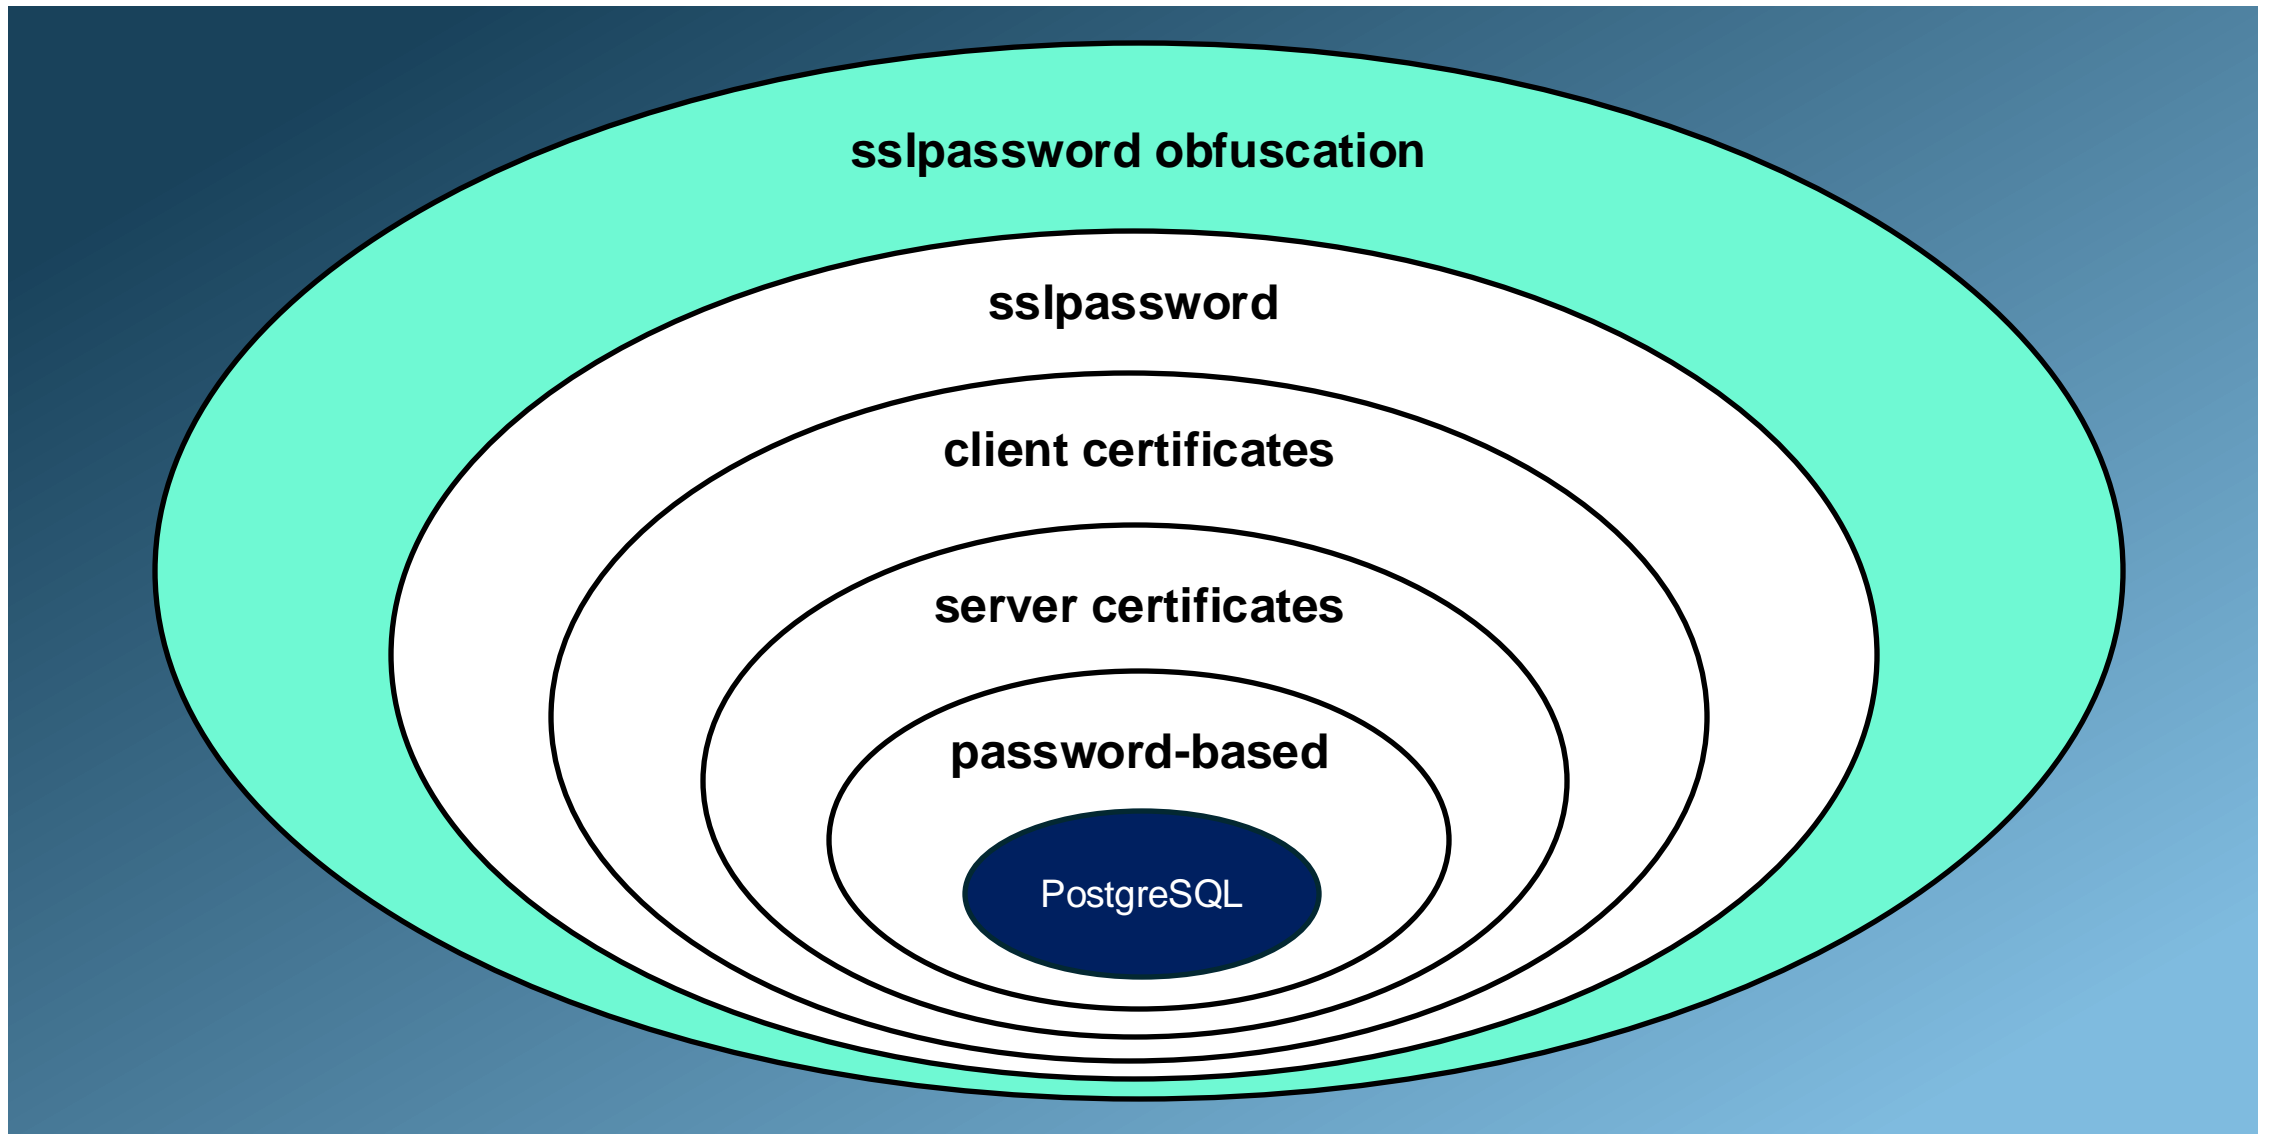 sslpassword obfuscation
sslpassword
client certificates
server certificates
password-based
PostgreSQL